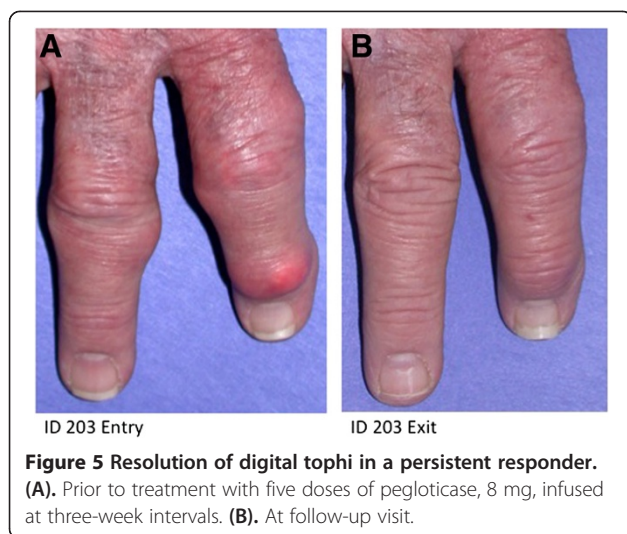 A
B
ID 203 Entry
ID 203 Exit
Figure 5 Resolution of digital tophi in a persistent responder.
(A). Prior to treatment with five doses of pegloticase, 8 mg, infused
at three-week intervals. (B). At follow-up visit.